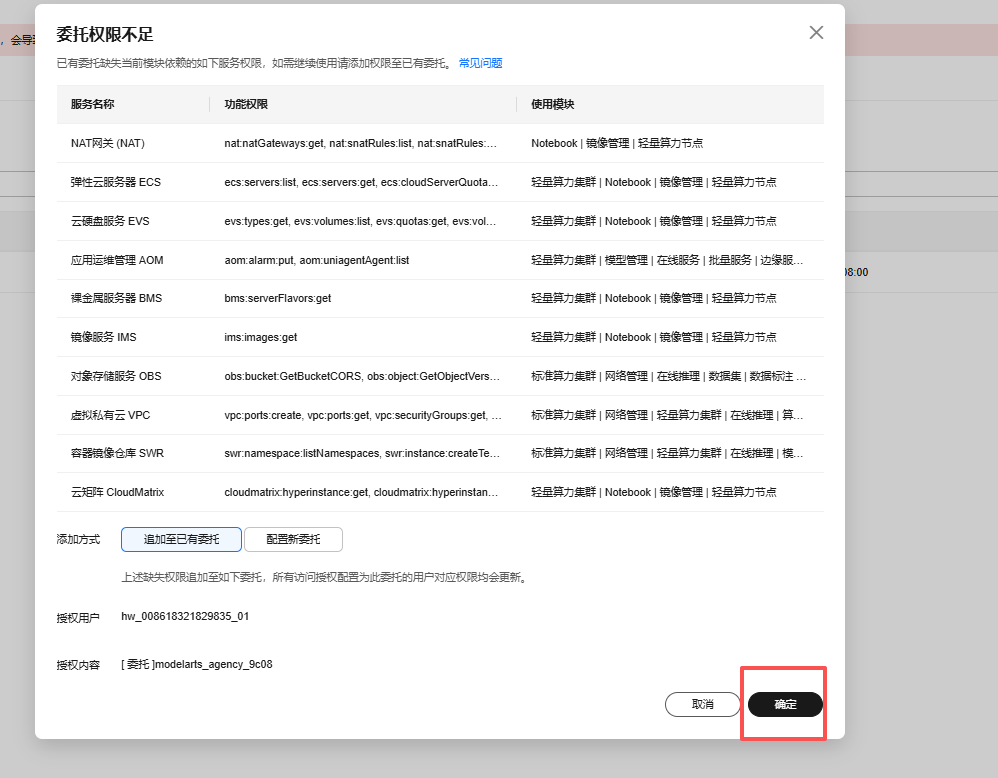 委托权限不足
，会导致
已有委托缺失当前模块依赖的如下服务权限，如需继续使用请添加权限至已有委托。 常见问题
服务名称 功能权限 使用模块
NAT网关 (NAT) nat:natGateways:get, nat:snatRules:list, nat:snatRules:... Notebook | 镜像管理 | 轻量算力节点
弹性云服务器 ECS ecs:servers:list, ecs:servers:get, ecs:cloudServerQuota... 轻量算力集群 | Notebook | 镜像管理 | 轻量算力节点
云硬盘服务 EVS evs:types:get, evs:volumes:list, evs:quotas:get, evs:vol... 轻量算力集群 | Notebook | 镜像管理 | 轻量算力节点
08:00
应用运维管理 AOM aom:alarm:put, aom:uniagentAgent:list 轻量算力集群 | 模型管理 | 在线服务 | 批量服务 | 边缘服...
裸金属服务器 BMS bms:serverFlavors:get 轻量算力集群 | Notebook | 镜像管理 | 轻量算力节点
镜像服务 IMS ims:images:get 轻量算力集群 | Notebook | 镜像管理 | 轻量算力节点
对象存储服务 OBS obs:bucket:GetBucketCORS, obs:object:GetObjectVers... 标准算力集群 | 网络管理 | 在线推理 | 数据集 | 数据标注 ...
虚拟私有云 VPC vpc:ports:create, vpc:ports:get, vpc:securityGroups:get, ... 标准算力集群 | 网络管理 | 轻量算力集群 | 在线推理 | 算...
容器镜像仓库 SWR swr:namespace:listNamespaces, swr:instance:createTe... 标准算力集群 | 网络管理 | 轻量算力集群 | 在线推理 | 模...
云矩阵 CloudMatrix cloudmatrix:hyperinstance:get, cloudmatrix:hyperinstan... 轻量算力集群 | Notebook | 镜像管理 | 轻量算力节点
添加方式 追加至已有委托 配置新委托
上述缺失权限追加至如下委托，所有访问授权配置为此委托的用户对应权限均会更新。
授权用户 hw_008618321829835_01
授权内容 [ 委托 ]modelarts_agency_9c08
取消 确定